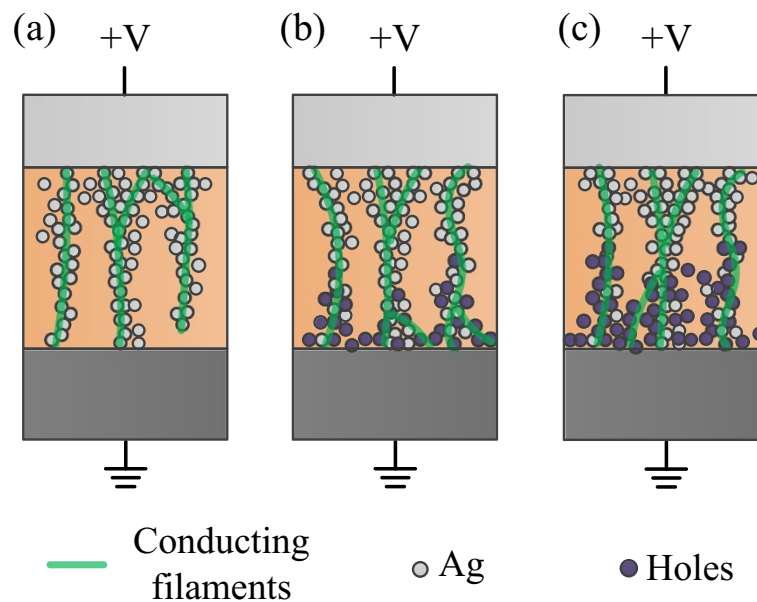 (a)
+V
(b)
+V
(c)
+V
Conducting
filaments
Ag
Holes